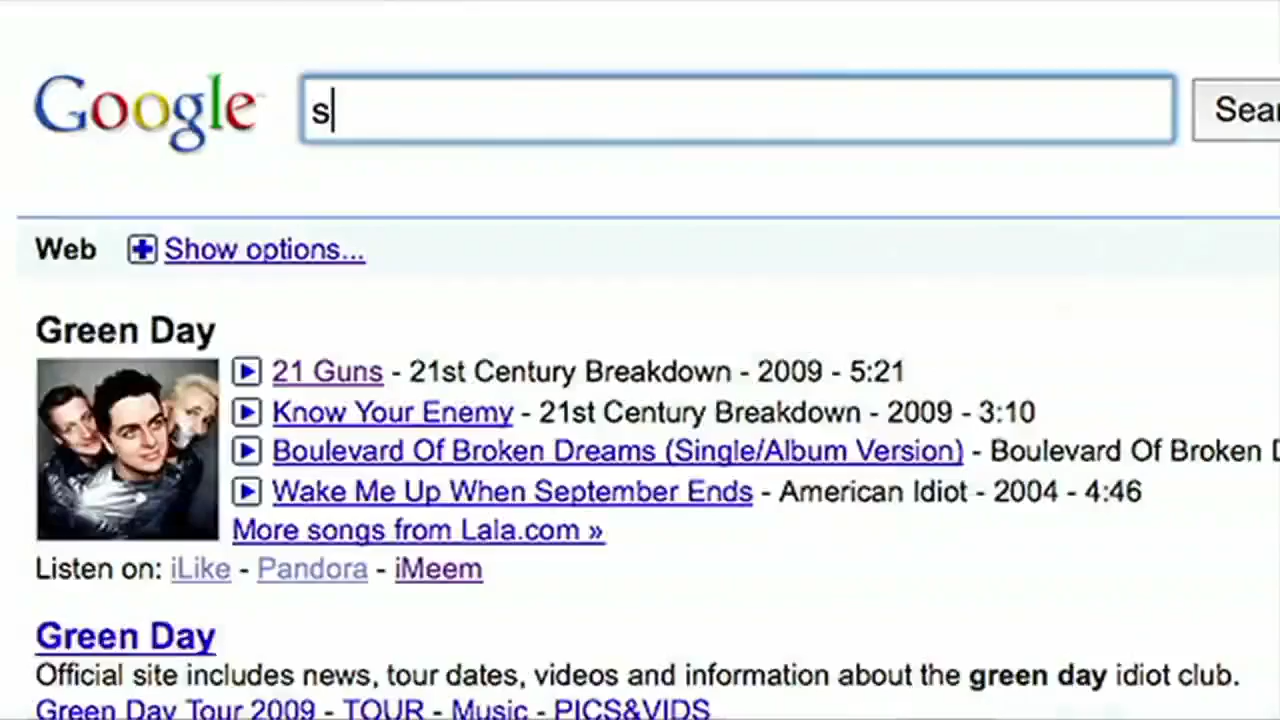 Google™
s
Sear
Web Show options...
Green Day
21 Guns - 21st Century Breakdown - 2009 - 5:21
Know Your Enemy - 21st Century Breakdown - 2009 - 3:10
Boulevard Of Broken Dreams (Single/Album Version) - Boulevard Of Broken D
Wake Me Up When September Ends - American Idiot - 2004 - 4:46
More songs from Lala.com »
Listen on: iLike - Pandora - iMeem
Green Day
Official site includes news, tour dates, videos and information about the green day idiot club.
Green Day Tour 2009 - TOUR - Music - PICS&VIDS